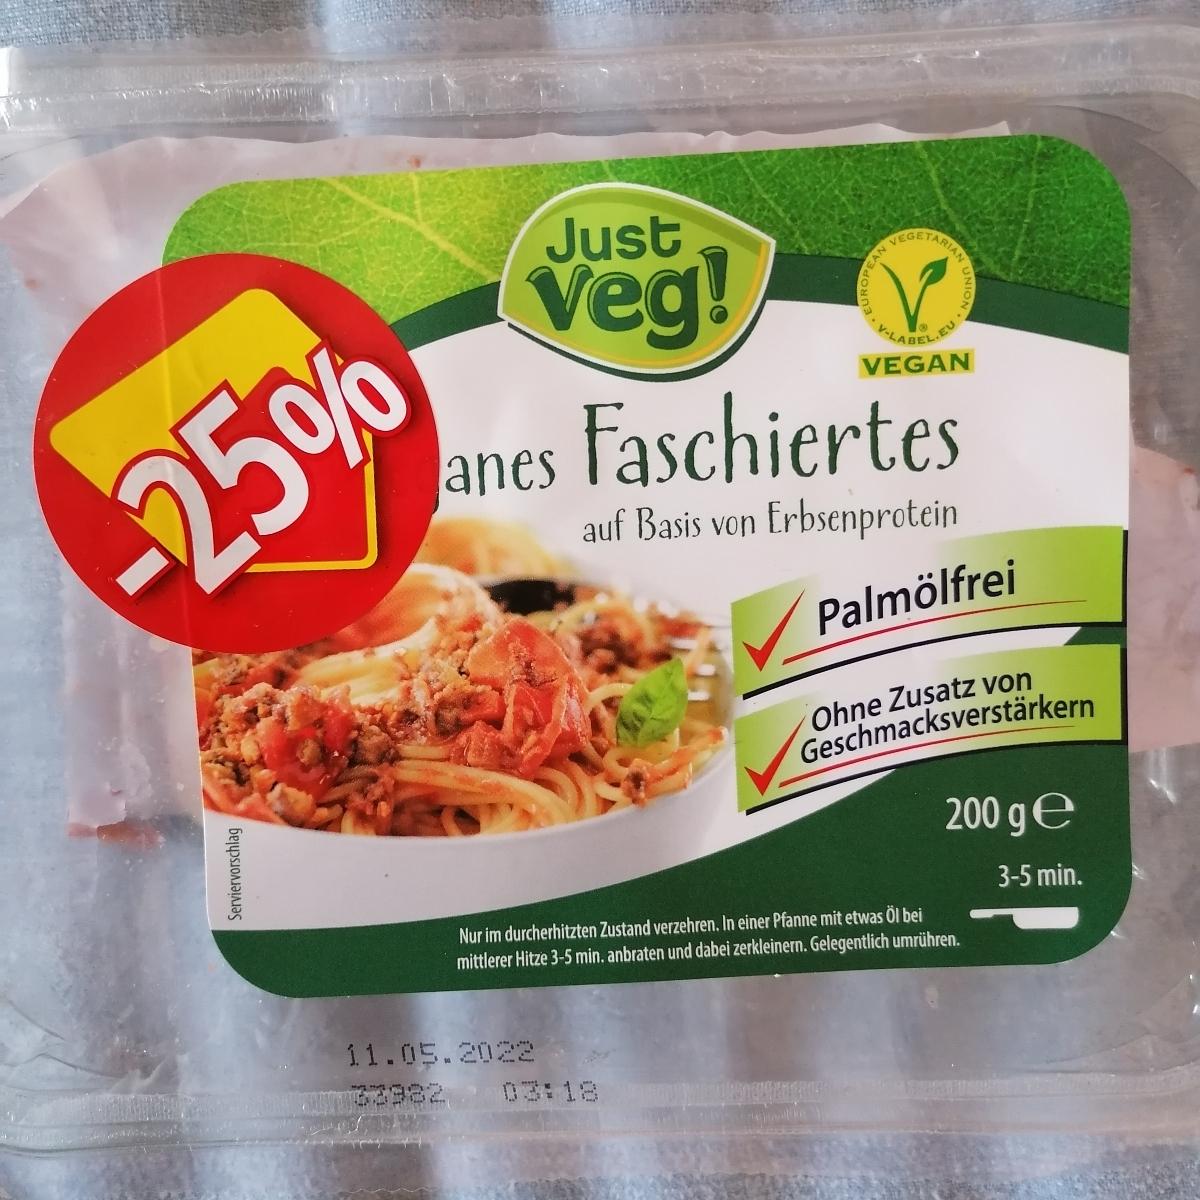 Just
Veg!
EUROPEAN VEGETARIAN UNION
V-LABEL.EU
VEGAN
-25%
anes Faschiertes
auf Basis von Erbsenprotein
Palmölfrei
Ohne Zusatz von
Geschmacksverstärkern
200 g e
3-5 min.
Serviervorschlag
Nur im durcherhitzten Zustand verzehren. In einer Pfanne mit etwas Öl bei
mittlerer Hitze 3-5 min. anbraten und dabei zerkleinern. Gelegentlich umrühren.
11.05.2022
33982 03:18